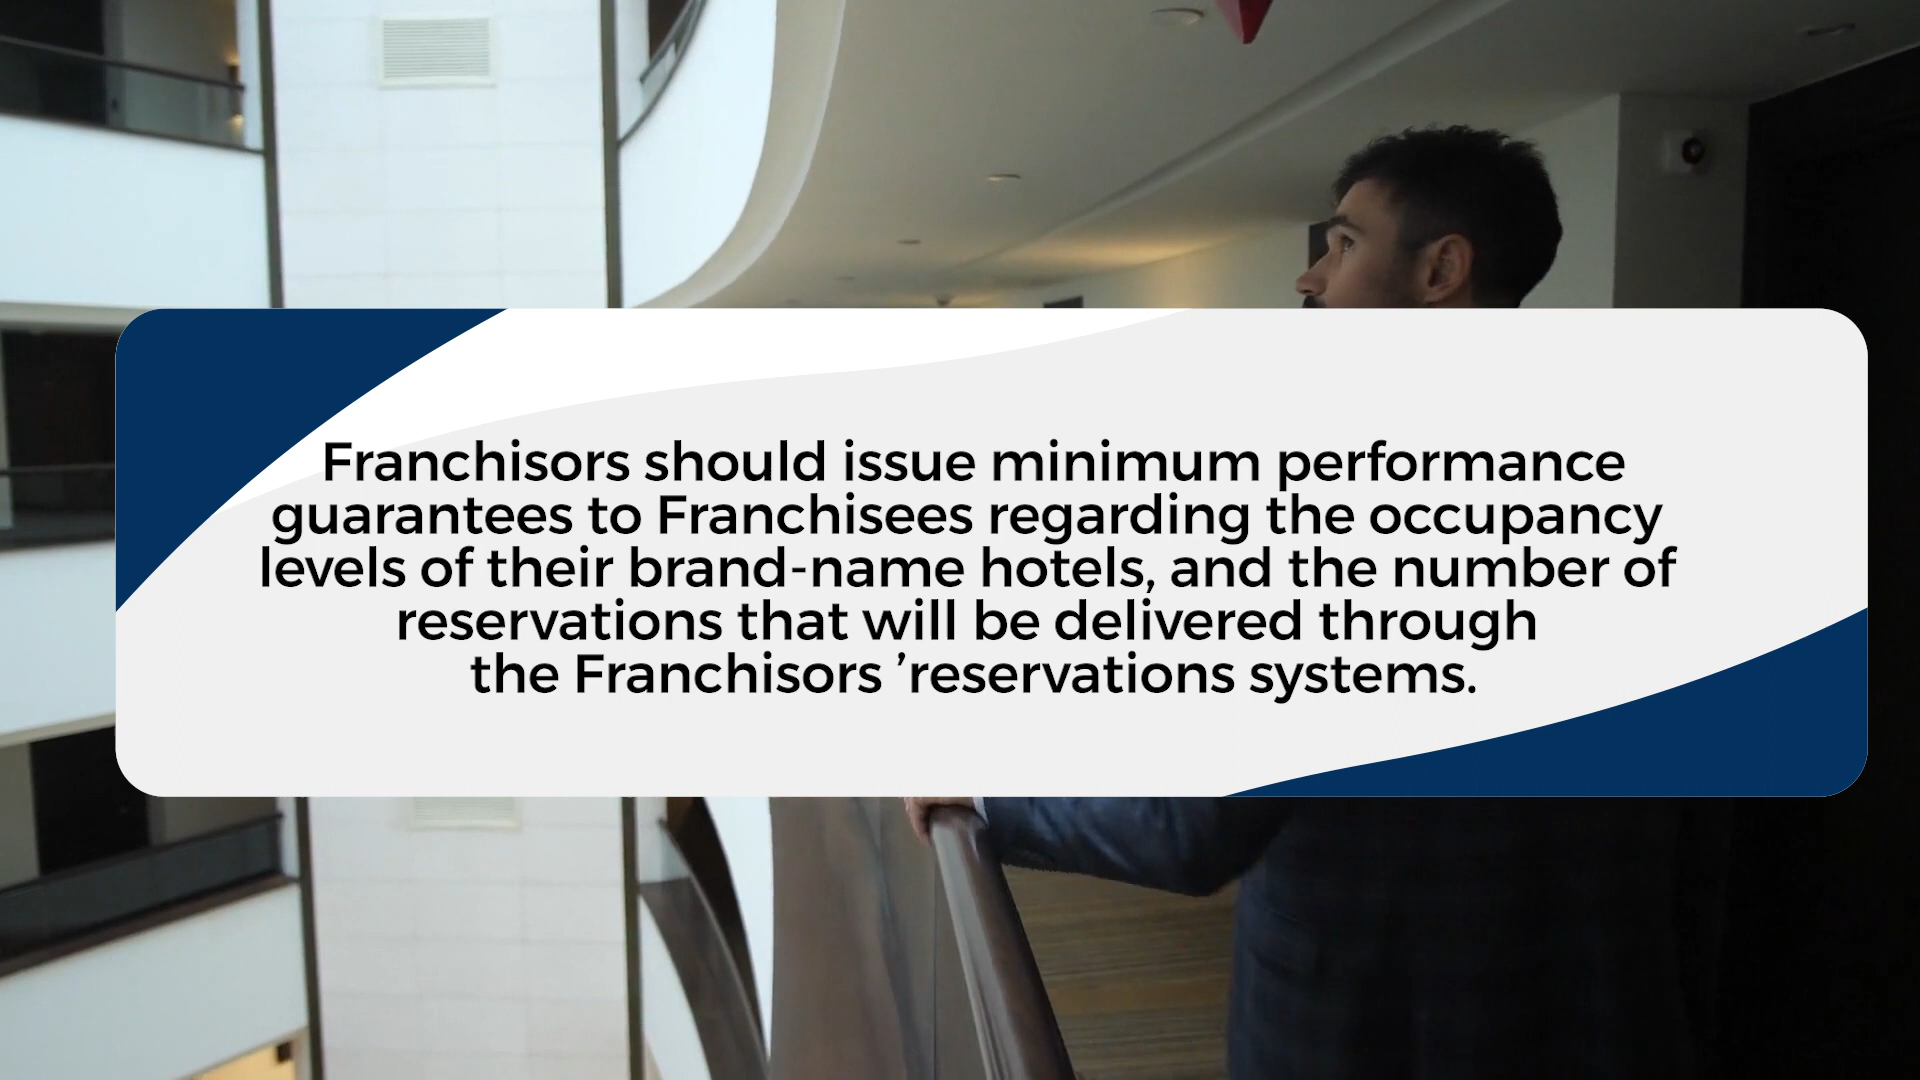 Franchisors should issue minimum performance
guarantees to Franchisees regarding the occupancy
levels of their brand-name hotels, and the number of
reservations that will be delivered through
the Franchisors ’reservations systems.